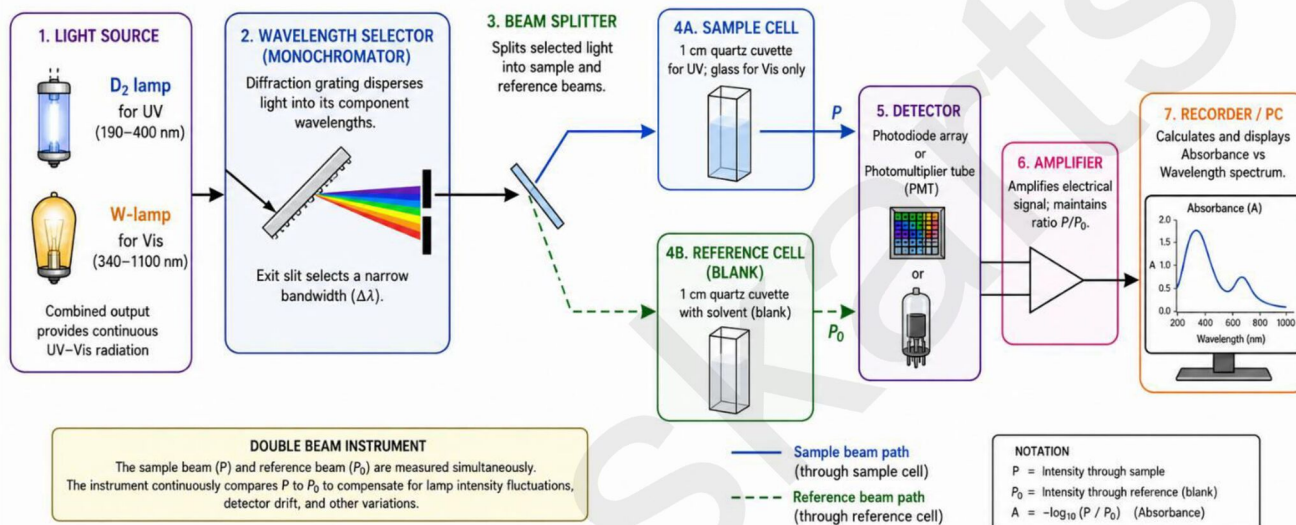 1. LIGHT SOURCE
D₂ lamp
for UV
(190–400 nm)
W-lamp
for Vis
(340–1100 nm)
Combined output
provides continuous
UV–Vis radiation
2. WAVELENGTH SELECTOR
(MONOCHROMATOR)
Diffraction grating disperses
light into its component
wavelengths.
Exit slit selects a narrow
bandwidth (Δλ).
3. BEAM SPLITTER
Splits selected light
into sample and
reference beams.
4A. SAMPLE CELL
1 cm quartz cuvette
for UV; glass for Vis only
P
4B. REFERENCE CELL
(BLANK)
1 cm quartz cuvette
with solvent (blank)
P₀
5. DETECTOR
Photodiode array
or
Photomultiplier tube
(PMT)
or
6. AMPLIFIER
Amplifies electrical
signal; maintains
ratio P/P₀.
7. RECORDER / PC
Calculates and displays
Absorbance vs
Wavelength spectrum.
Absorbance (A)
2.0
1.5
A 1.0
0.5
0.0
200 400 600 800 1000
Wavelength (nm)
DOUBLE BEAM INSTRUMENT
The sample beam (P) and reference beam (P₀) are measured simultaneously.
The instrument continuously compares P to P₀ to compensate for lamp intensity fluctuations,
detector drift, and other variations.
Sample beam path
(through sample cell)
Reference beam path
(through reference cell)
NOTATION
P = Intensity through sample
P₀ = Intensity through reference (blank)
A = −log₁₀ (P / P₀) (Absorbance)
skarts